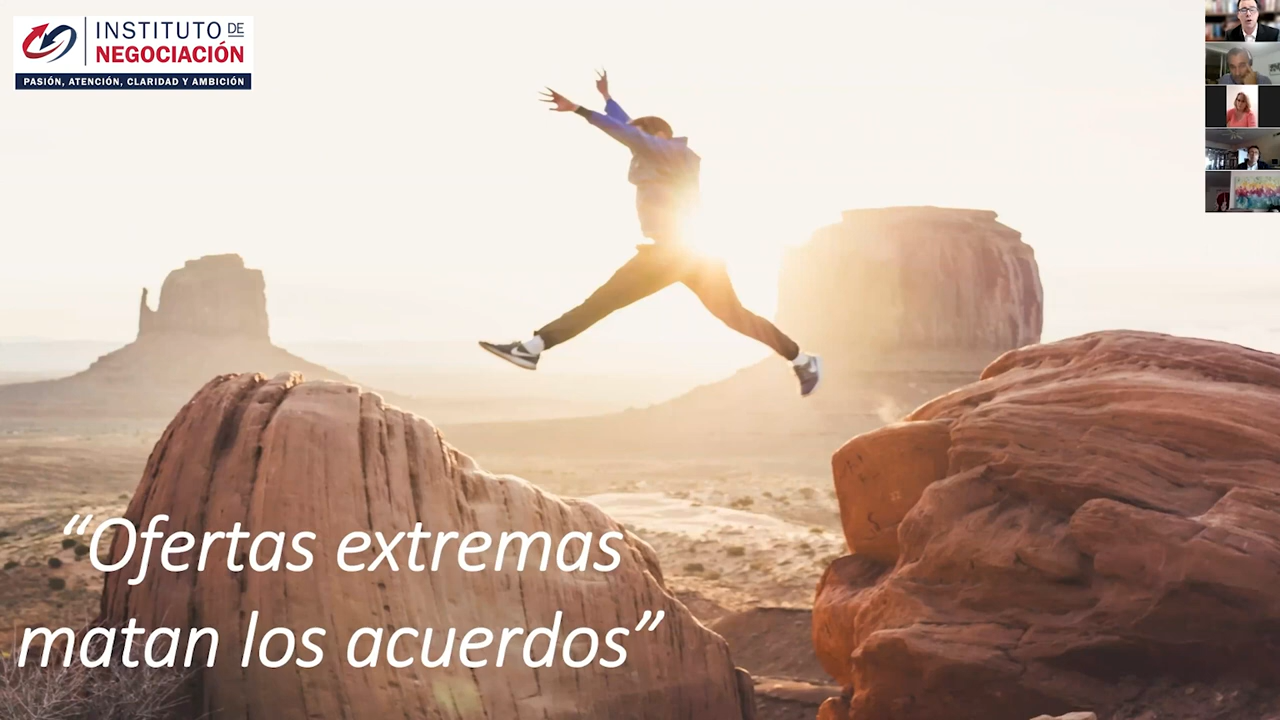 INSTITUTO DE
NEGOCIACIÓN
PASIÓN, ATENCIÓN, CLARIDAD Y AMBICIÓN
“Ofertas extremas
matan los acuerdos”